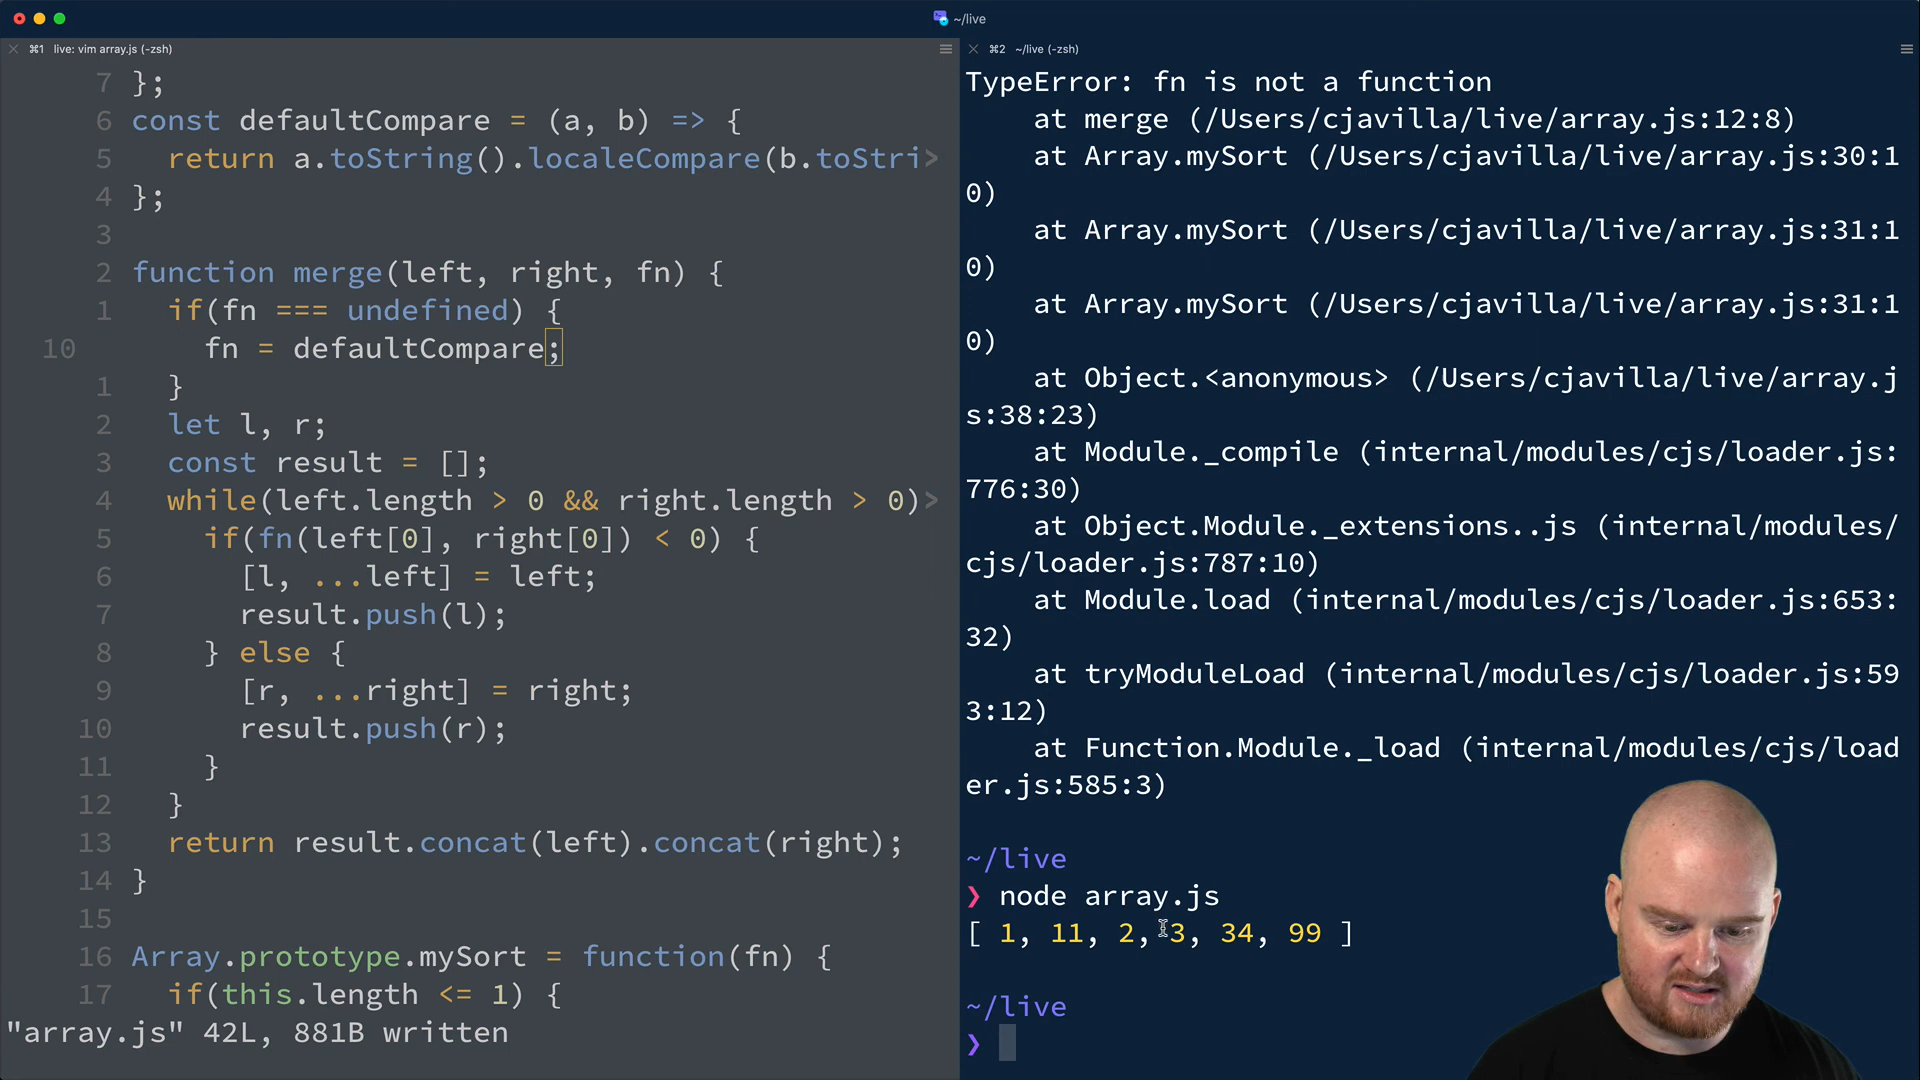 ~/live
⌘1 live: vim array.js (-zsh)
7 };
6 const defaultCompare = (a, b) => {
5 return a.toString().localeCompare(b.toStri>
4 };
3
2 function merge(left, right, fn) {
1 if(fn === undefined) {
10 fn = defaultCompare;
1 }
2 let l, r;
3 const result = [];
4 while(left.length > 0 && right.length > 0)>
5 if(fn(left[0], right[0]) < 0) {
6 [l, ...left] = left;
7 result.push(l);
8 } else {
9 [r, ...right] = right;
10 result.push(r);
11 }
12 }
13 return result.concat(left).concat(right);
14 }
15
16 Array.prototype.mySort = function(fn) {
17 if(this.length <= 1) {
"array.js" 42L, 881B written
⌘2 ~/live (-zsh)
TypeError: fn is not a function
at merge (/Users/cjavilla/live/array.js:12:8)
at Array.mySort (/Users/cjavilla/live/array.js:30:1
0)
at Array.mySort (/Users/cjavilla/live/array.js:31:1
0)
at Array.mySort (/Users/cjavilla/live/array.js:31:1
0)
at Object.<anonymous> (/Users/cjavilla/live/array.j
s:38:23)
at Module._compile (internal/modules/cjs/loader.js:
776:30)
at Object.Module._extensions..js (internal/modules/
cjs/loader.js:787:10)
at Module.load (internal/modules/cjs/loader.js:653:
32)
at tryModuleLoad (internal/modules/cjs/loader.js:59
3:12)
at Function.Module._load (internal/modules/cjs/load
er.js:585:3)
~/live
❯ node array.js
[ 1, 11, 2, 3, 34, 99 ]
~/live
❯